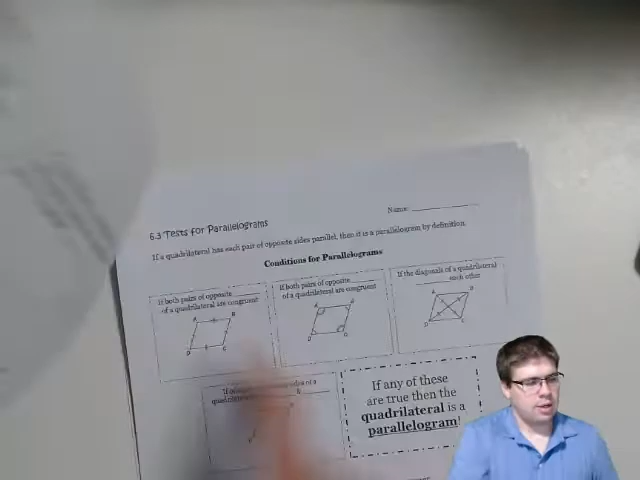 Name:
6.3 Tests for Parallelograms
If a quadrilateral has each pair of opposite sides parallel, then it is a parallelogram by definition.
Conditions for Parallelograms
If both pairs of opposite
of a quadrilateral are congruent
A B
D C
If both pairs of opposite
of a quadrilateral are congruent
A B
D C
If the diagonals of a quadrilateral
each other
A B
D C
If any of these
are true then the
quadrilateral is a
parallelogram!